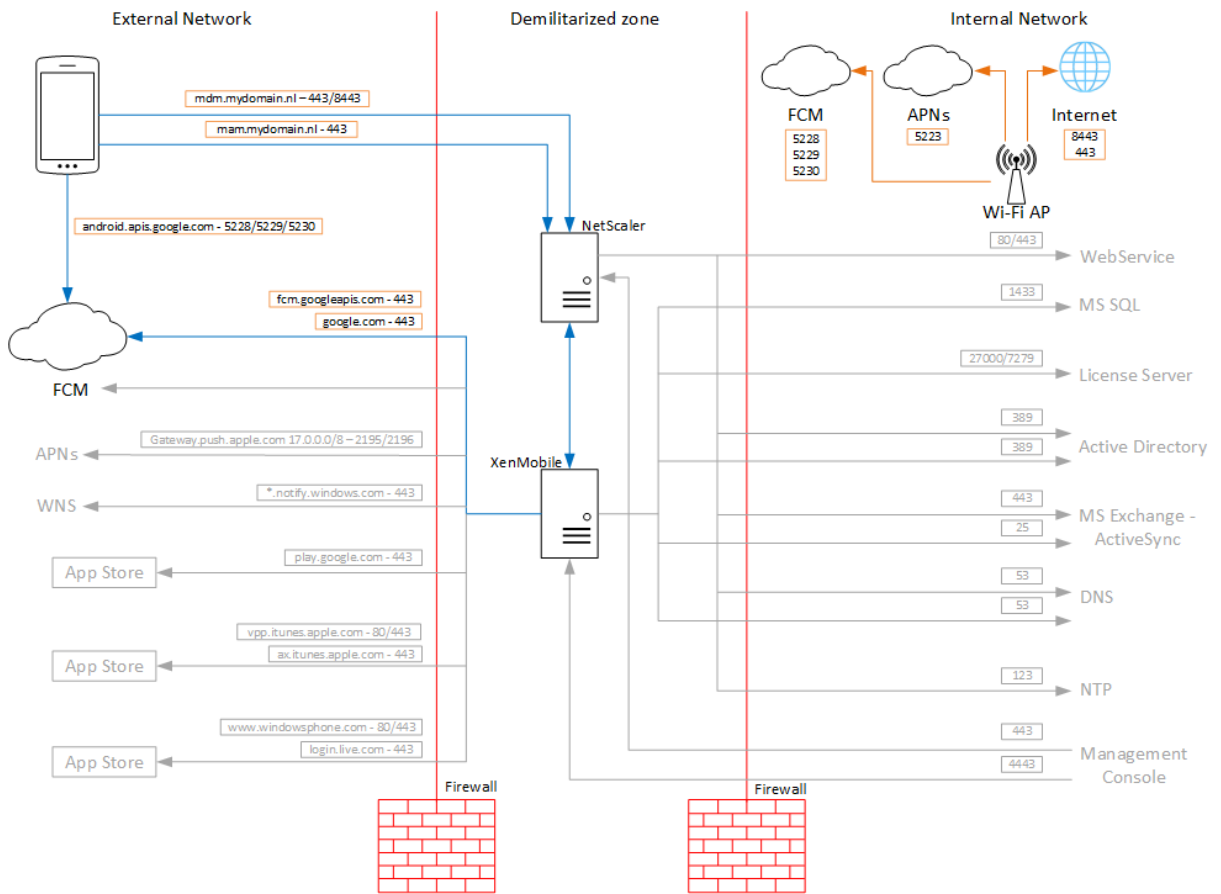 External Network
Demilitarized zone
Internal Network
mdm.mydomain.nl – 443/8443
mam.mydomain.nl - 443
FCM
5228
5229
5230
APNs
5223
Internet
8443
443
Wi-Fi AP
android.apis.google.com - 5228/5229/5230
NetScaler
80/443
WebService
fcm.googleapis.com - 443
google.com - 443
1433
MS SQL
FCM
27000/7279
License Server
Gateway.push.apple.com 17.0.0.0/8 – 2195/2196
APNs
389
389
Active Directory
XenMobile
*.notify.windows.com - 443
WNS
443
25
MS Exchange -
ActiveSync
play.google.com - 443
App Store
53
53
DNS
vpp.itunes.apple.com - 80/443
ax.itunes.apple.com - 443
App Store
123
NTP
www.windowsphone.com - 80/443
login.live.com - 443
App Store
443
4443
Management
Console
Firewall
Firewall